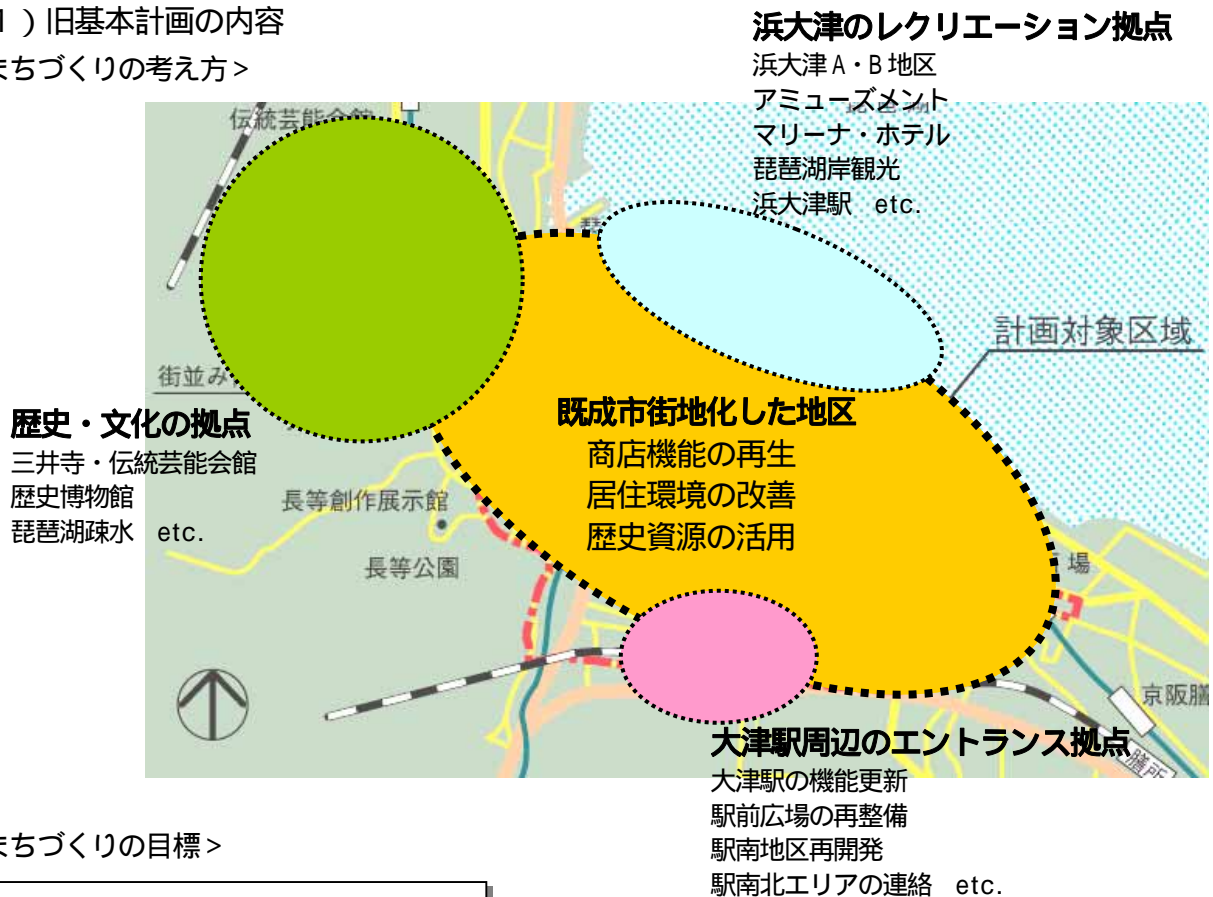 ）旧基本計画の内容
まちづくりの考え方＞
浜大津のレクリエーション拠点
浜大津A・B地区
アミューズメント
マリーナ・ホテル
琵琶湖岸観光
浜大津駅　etc.
伝統芸能会館
計画対象区域
街並み
歴史・文化の拠点
三井寺・伝統芸能会館
歴史博物館
琵琶湖疎水　etc.
既成市街地化した地区
商店機能の再生
居住環境の改善
歴史資源の活用
長等創作展示館
長等公園
場
京阪膳
膳所
大津駅周辺のエントランス拠点
大津駅の機能更新
駅前広場の再整備
駅南地区再開発
駅南北エリアの連絡　etc.
まちづくりの目標＞